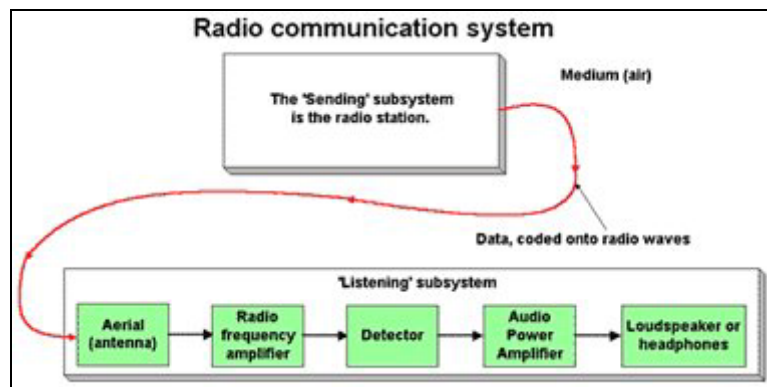 Radio communication system
The 'Sending' subsystem
is the radio station.
Medium (air)
Data, coded onto radio waves
'Listening' subsystem
Aerial
(antenna)
Radio
frequency
amplifier
Detector
Audio
Power
Amplifier
Loudspeaker or
headphones